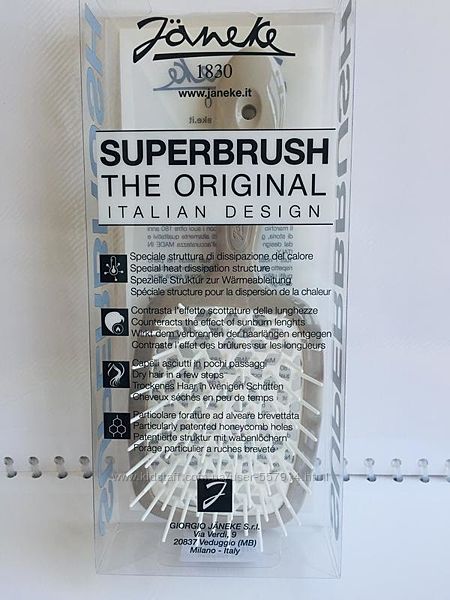 Jäneke
1830
www.janeke.it
SUPERBRUSH
THE ORIGINAL
ITALIAN DESIGN
Speciale struttura di dissipazione del calore
Special heat dissipation structure
Spezielle Struktur zur Wärmeableitung
Spéciale structure pour la dispersion de la chaleur
Contrasta l'effetto scottature delle lunghezze
Counteracts the effect of sunburn lenghts
Wirkt dem verbrennen der haarlängen entgegen
Contraste l'effet des brûlures sur les longueurs
Capelli asciutti in pochi passaggi
Dry hair in a few steps
Trockenes Haar in wenigen Schritten
Cheveux séchés en peu de temps
Particolare forature ad alveare brevettata
Particularly patented honeycomb holes
Patentierte struktur mit wabenlöchern
Forage particulier a ruches breveté
GIORGIO JÄNEKE S.r.l.
Via Verdi, 9
20837 Veduggio (MB)
Milano - Italy